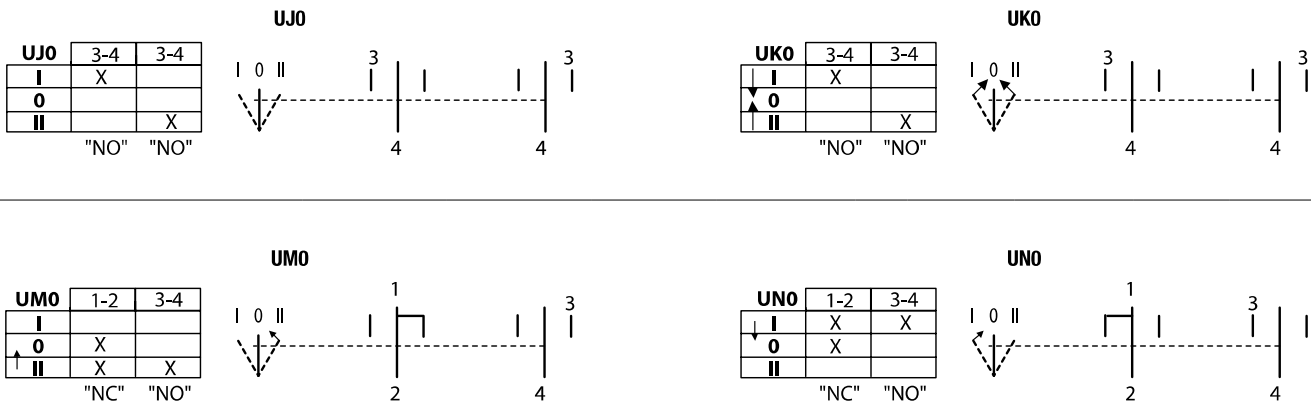 UJ0
UJ0 3-4 3-4
I X
0
II X
"NO" "NO"
I 0 II
3 3
4 4
UK0
UK0 3-4 3-4
I X
0
II X
"NO" "NO"
I 0 II
3 3
4 4
UM0
UM0 1-2 3-4
I
0 X
II X X
"NC" "NO"
I 0 II
1 3
2 4
UN0
UN0 1-2 3-4
I X X
0 X
II
"NC" "NO"
I 0 II
1 3
2 4